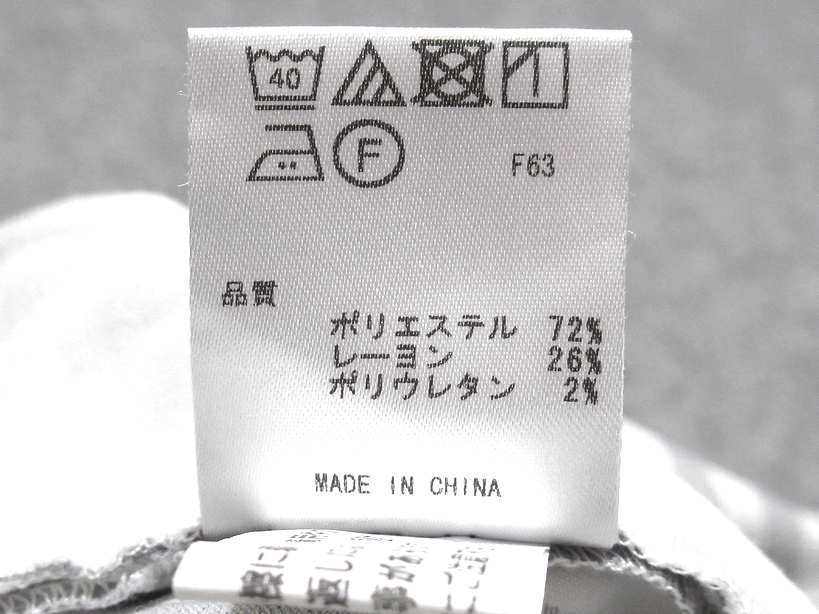 40
F
F63
品質
ポリエステル 72%
レーヨン 26%
ポリウレタン 2%
MADE IN CHINA